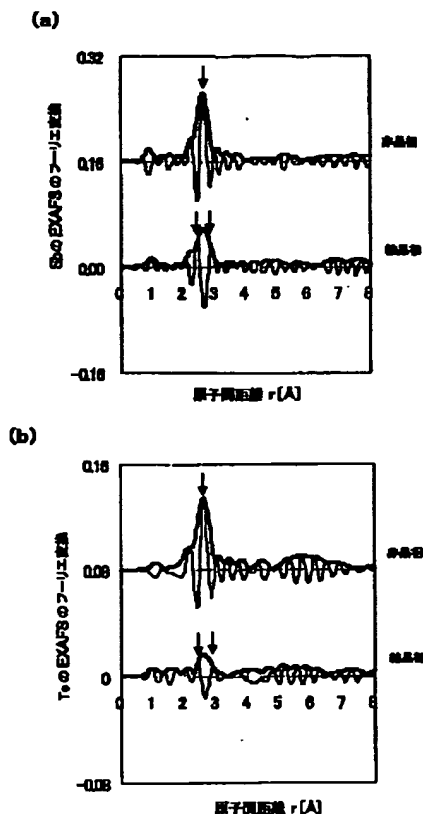 (a)
0.32
0.16
0.00
-0.16
SbのEXAFSのフーリエ変換
非晶相
結晶相
0 1 2 3 4 5 6 7 8
原子間距離 r[Å]
(b)
0.16
0.08
0
-0.08
TeのEXAFSのフーリエ変換
非晶相
結晶相
0 1 2 3 4 5 6 7 8
原子間距離 r[Å]